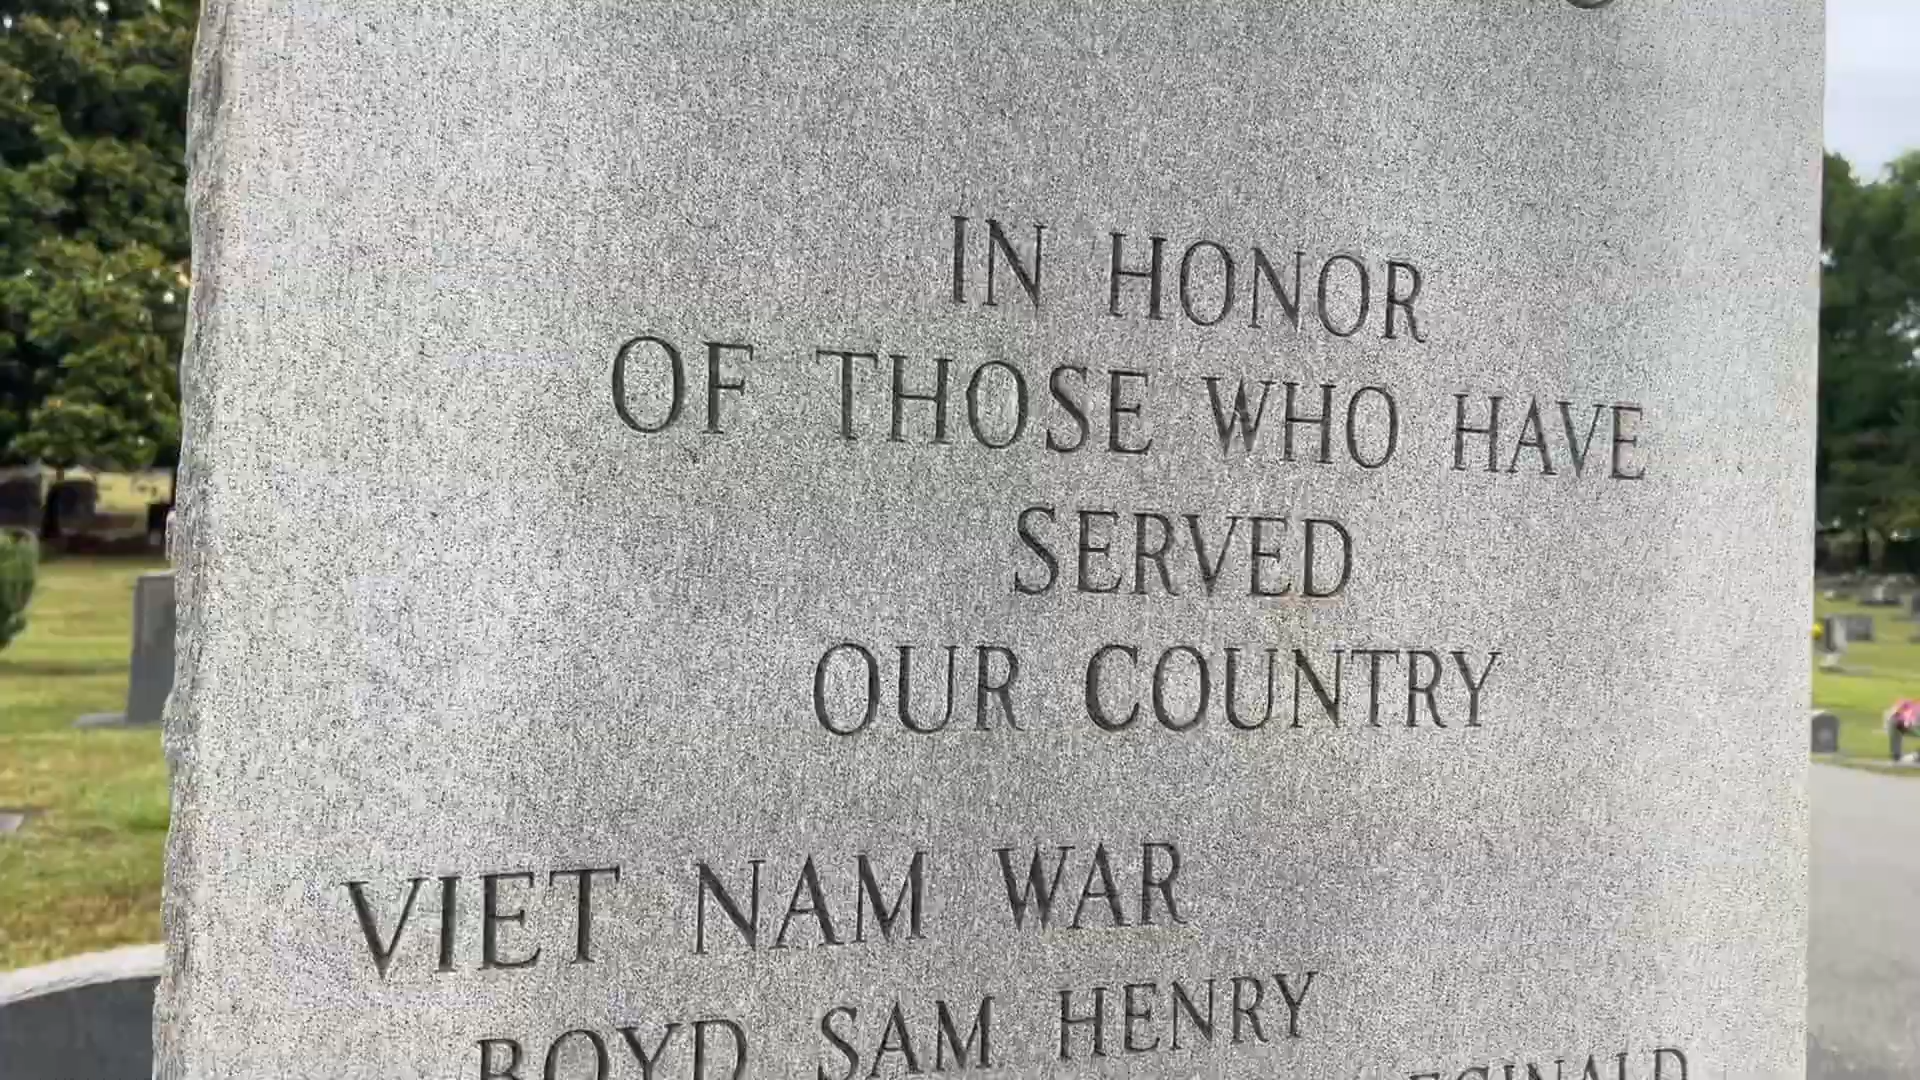 IN HONOR
OF THOSE WHO HAVE
SERVED
OUR COUNTRY
VIET NAM WAR
BOYD SAM HENRY